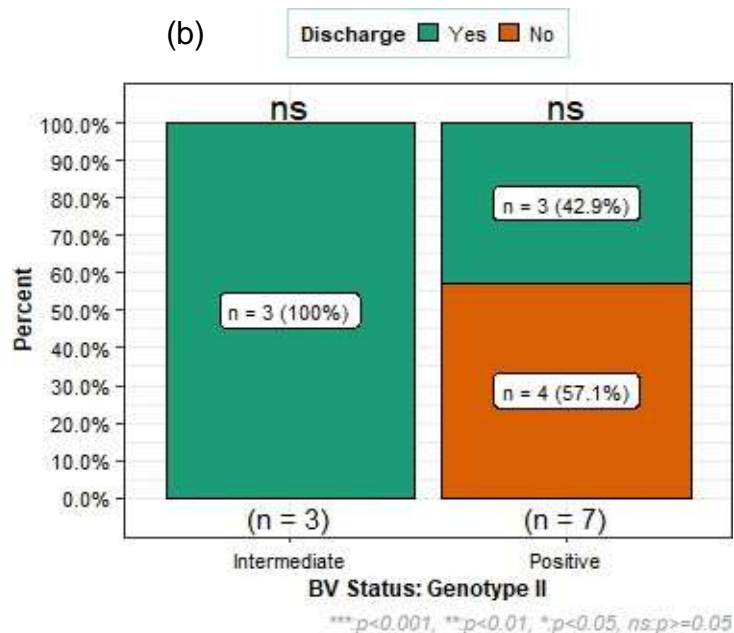 (b)
Discharge Yes No
ns ns
100.0%
90.0%
80.0%
70.0%
60.0%
50.0%
40.0%
30.0%
20.0%
10.0%
0.0%
Percent
n = 3 (42.9%)
n = 3 (100%)
n = 4 (57.1%)
(n = 3) (n = 7)
Intermediate Positive
BV Status: Genotype II
***:p<0.001, **:p<0.01, *:p<0.05, ns:p>=0.05